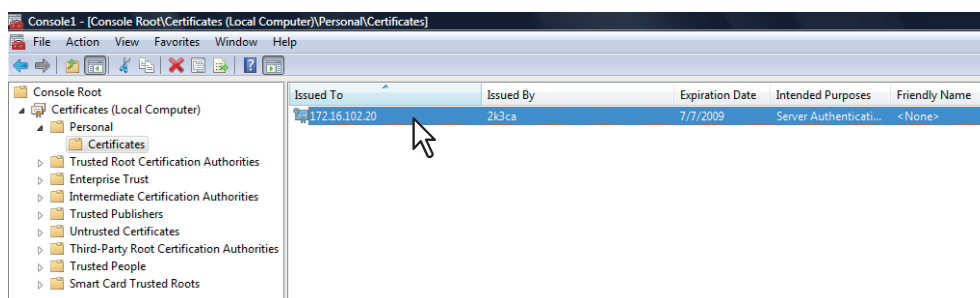 Console1 - [Console Root\Certificates (Local Computer)\Personal\Certificates]
File Action View Favorites Window Help
Console Root
Certificates (Local Computer)
Personal
Certificates
Trusted Root Certification Authorities
Enterprise Trust
Intermediate Certification Authorities
Trusted Publishers
Untrusted Certificates
Third-Party Root Certification Authorities
Trusted People
Smart Card Trusted Roots
Issued To Issued By Expiration Date Intended Purposes Friendly Name
172.16.102.20 2k3ca 7/7/2009 Server Authenticati... <None>